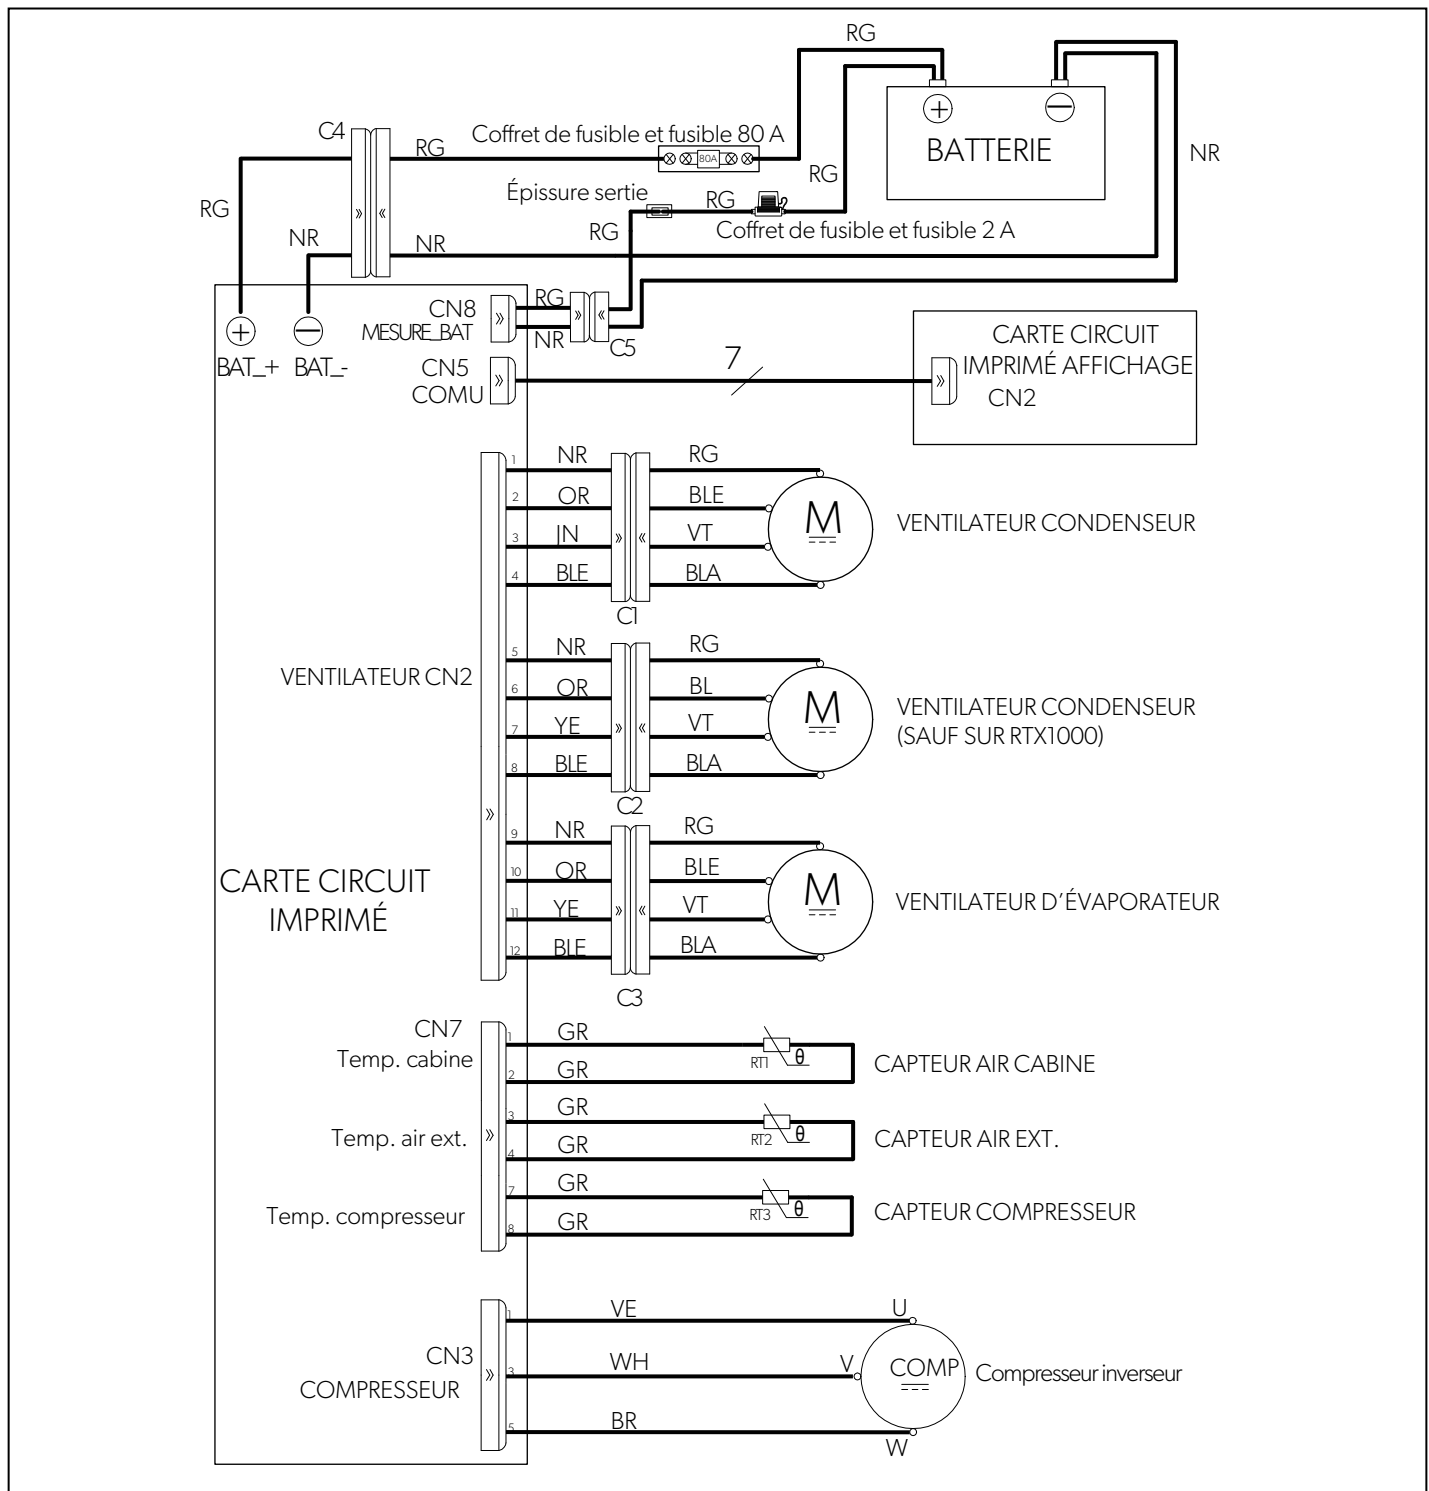 RG
C4
Coffret de fusible et fusible 80 A
RG
80A
BATTERIE
NR
RG
Épissure sertie
RG
RG
RG
Coffret de fusible et fusible 2 A
NR
NR
CN8
MESURE_BAT
RG
NR
C5
BAT_+ BAT_-
CN5
COMU
7
CARTE CIRCUIT
IMPRIMÉ AFFICHAGE
CN2
1 NR RG
2 OR BLE
3 JN VT
4 BLE BLA
C1
M
VENTILATEUR CONDENSEUR
VENTILATEUR CN2
5 NR RG
6 OR BL
7 YE VT
8 BLE BLA
C2
M
VENTILATEUR CONDENSEUR
(SAUF SUR RTX1000)
9 NR RG
10 OR BLE
11 YE VT
12 BLE BLA
C3
M
VENTILATEUR D'ÉVAPORATEUR
CARTE CIRCUIT
IMPRIMÉ
CN7
Temp. cabine
1 GR
2 GR
RT1 θ
CAPTEUR AIR CABINE
Temp. air ext.
3 GR
4 GR
RT2 θ
CAPTEUR AIR EXT.
Temp. compresseur
7 GR
8 GR
RT3 θ
CAPTEUR COMPRESSEUR
CN3
COMPRESSEUR
1 VE U
3 WH V
5 BR W
COMP
Compresseur inverseur